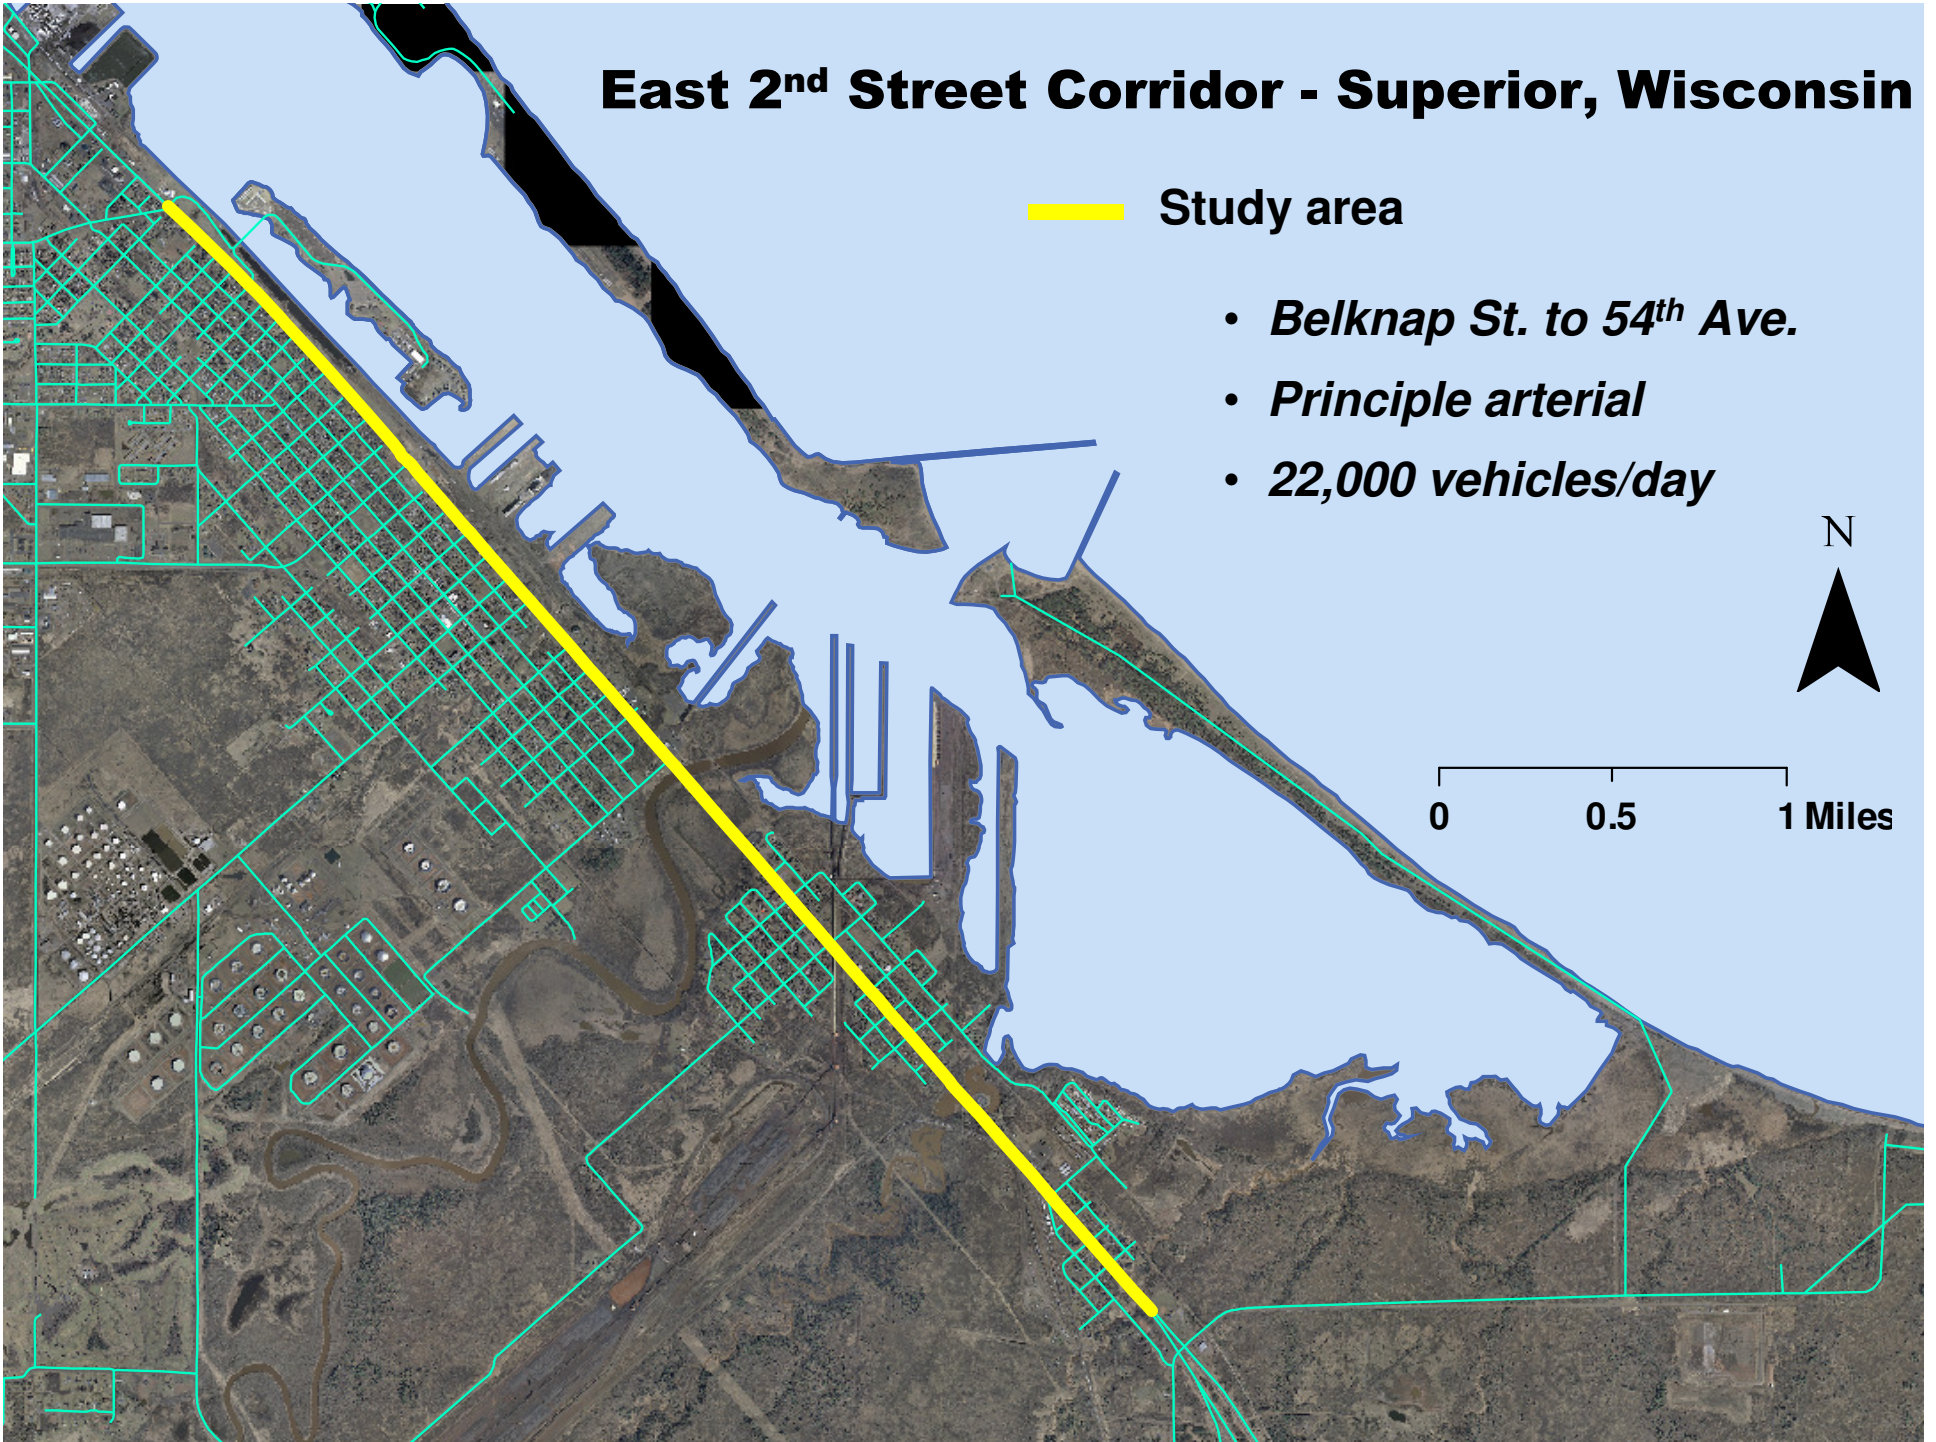 East 2nd Street Corridor - Superior, Wisconsin
Study area
• Belknap St. to 54th Ave.
• Principle arterial
• 22,000 vehicles/day
N
0 0.5 1 Miles